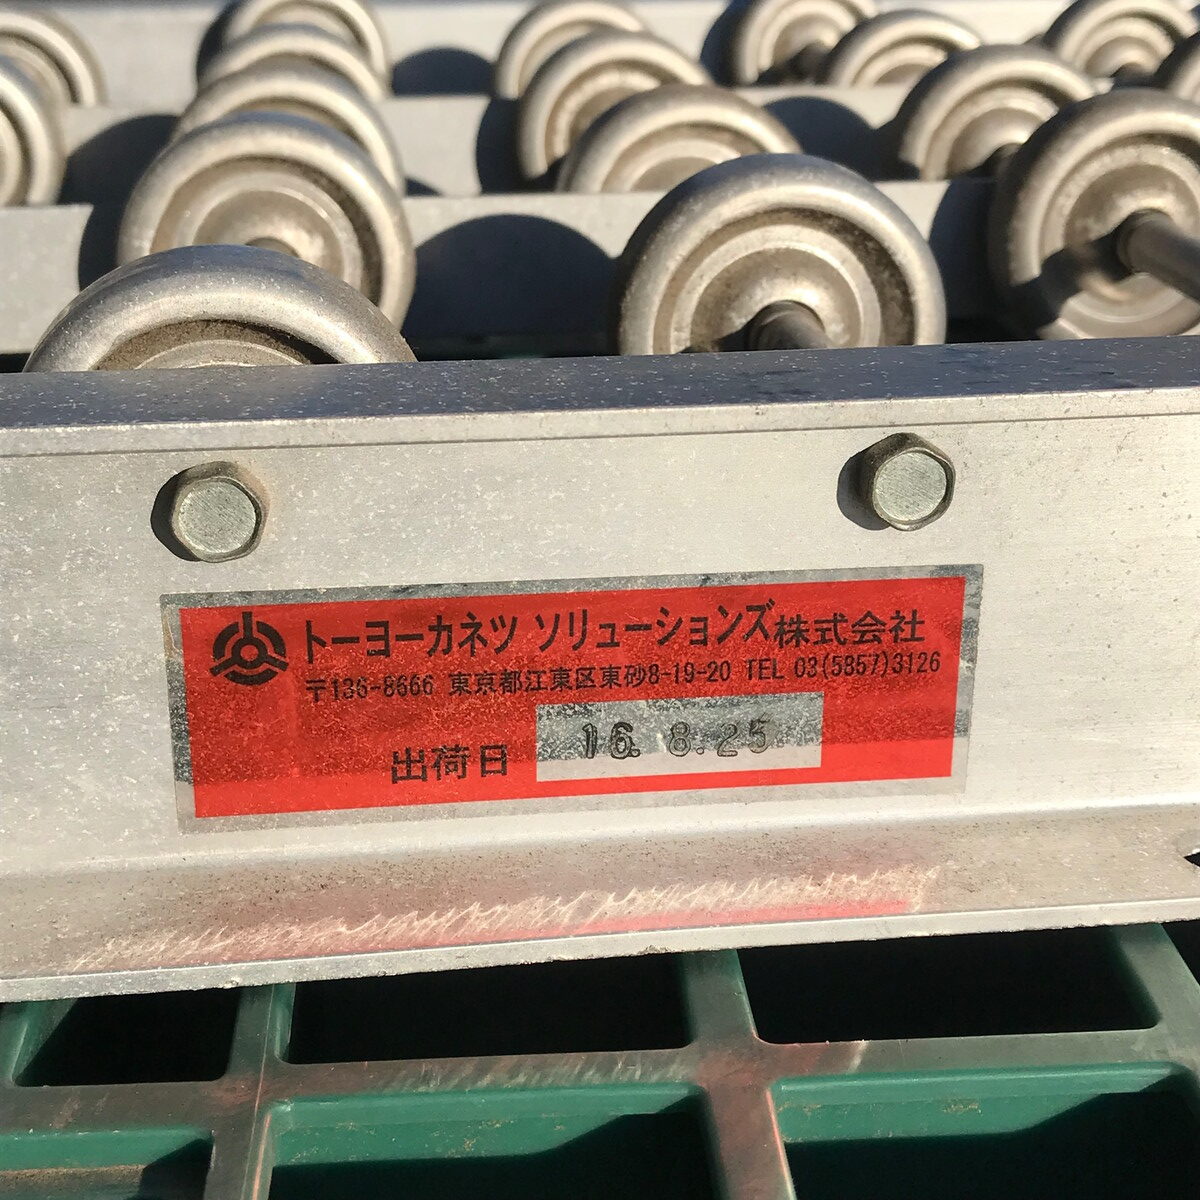 トーヨーカネツ ソリューションズ株式会社
〒136-8666 東京都江東区東砂8-19-20 TEL 03(5857)3126
出荷日 16. 8.25